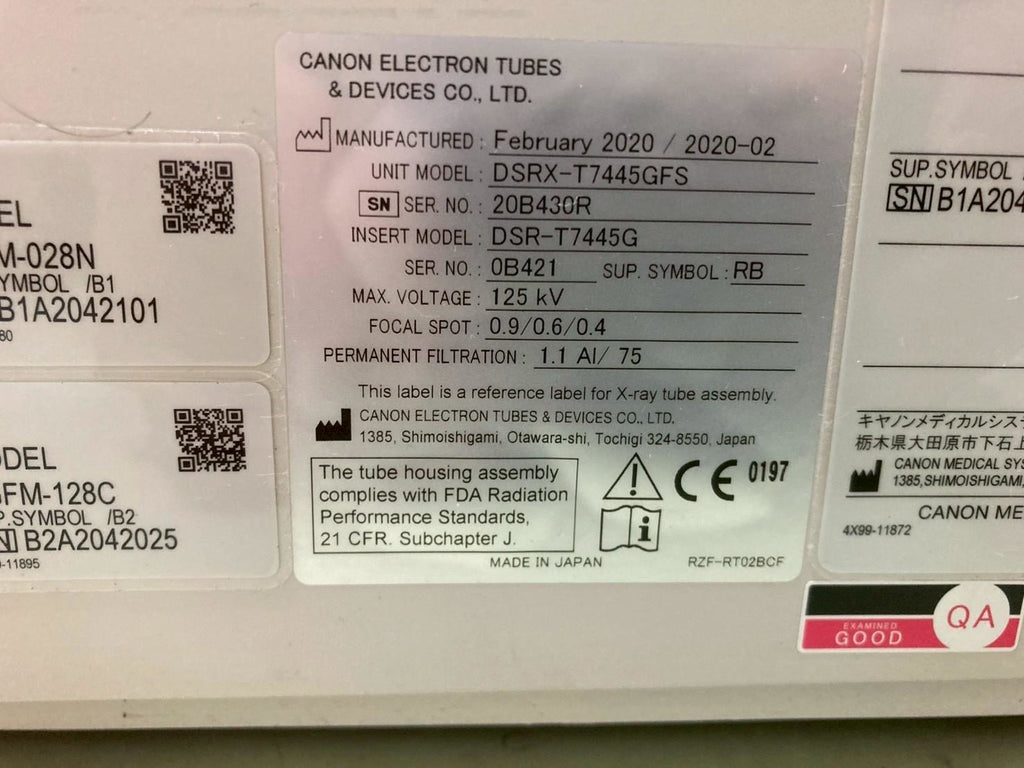 CANON ELECTRON TUBES
& DEVICES CO., LTD.
MANUFACTURED : February 2020 / 2020-02
UNIT MODEL : DSRX-T7445GFS
SN SER. NO. : 20B430R
INSERT MODEL : DSR-T7445G
SER. NO. : 0B421 SUP. SYMBOL : RB
MAX. VOLTAGE : 125 kV
FOCAL SPOT : 0.9/0.6/0.4
PERMANENT FILTRATION : 1.1 Al/ 75
This label is a reference label for X-ray tube assembly.
CANON ELECTRON TUBES & DEVICES CO., LTD.
1385, Shimoishigami, Otawara-shi, Tochigi 324-8550, Japan
The tube housing assembly
complies with FDA Radiation
Performance Standards,
21 CFR. Subchapter J.
CE 0197
i
MADE IN JAPAN RZF-RT02BCF
EL
M-028N
YMBOL /B1
B1A2042101
80
ODEL
FM-128C
P.SYMBOL /B2
N B2A2042025
-11895
SUP.SYMBOL /
SN B1A204
キヤノンメディカルシステ
栃木県大田原市下石上
CANON MEDICAL SYS
1385,SHIMOISHIGAMI,
CANON ME
4X99-11872
EXAMINED
GOOD
QA